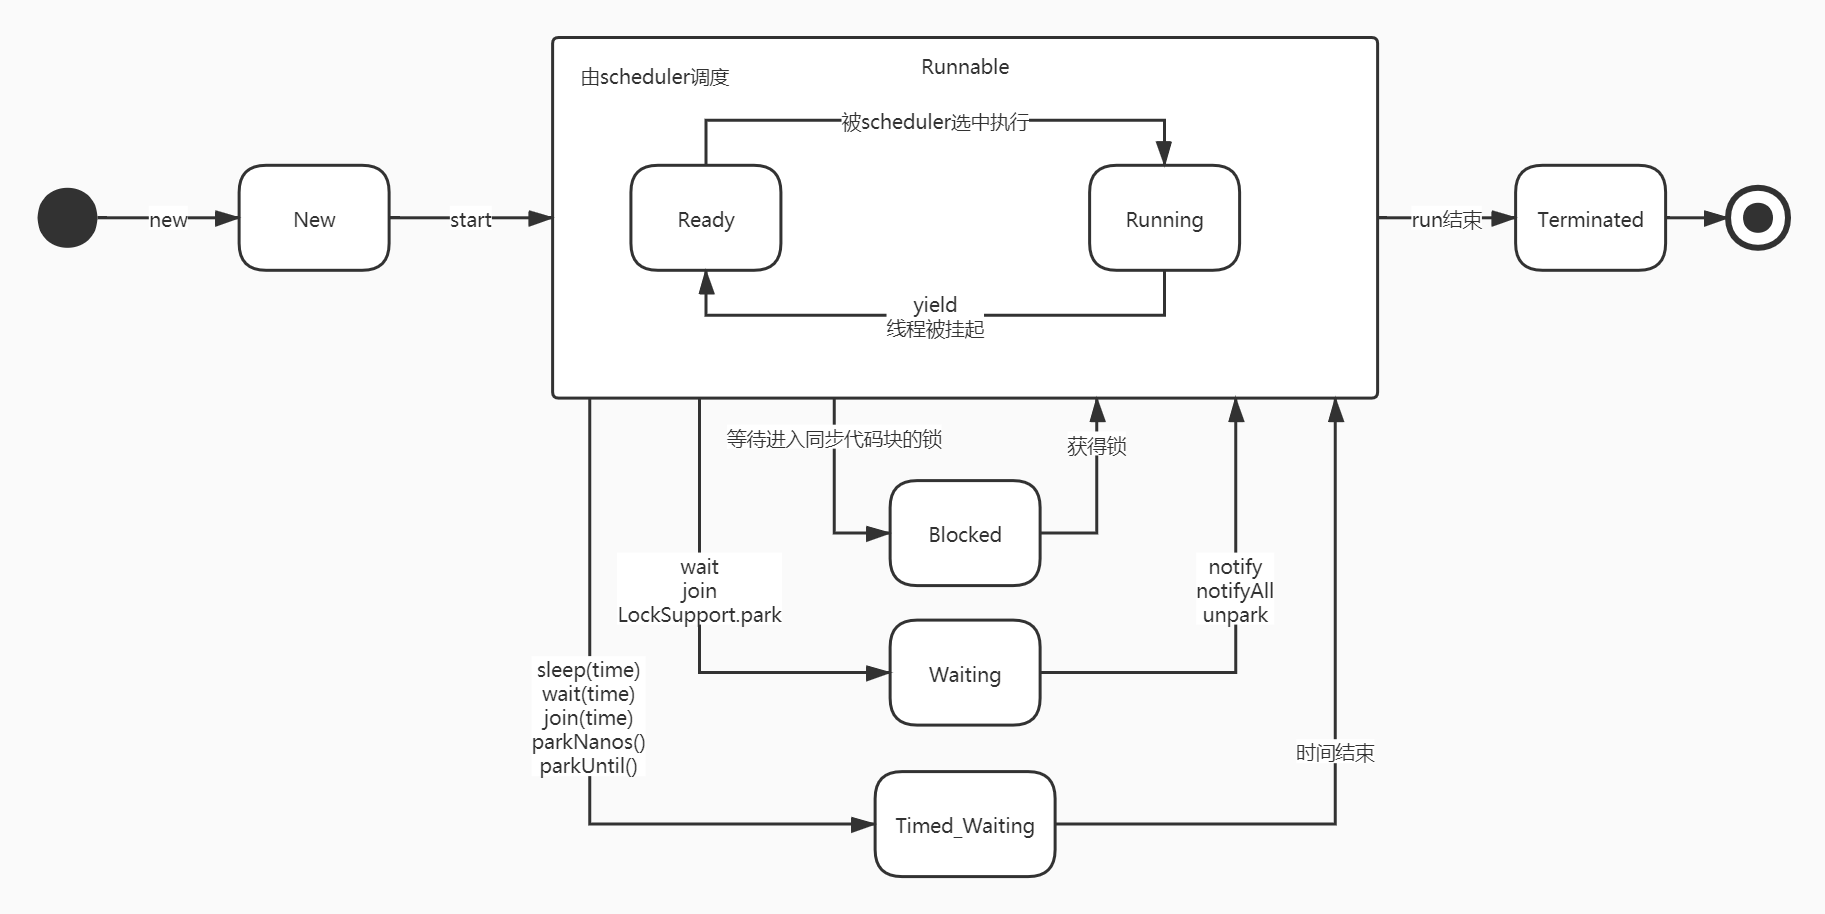 Runnable
由scheduler调度
被scheduler选中执行
new
New
start
Ready
Running
run结束
Terminated
yield
线程被挂起
等待进入同步代码块的锁
获得锁
Blocked
wait
join
LockSupport.park
notify
notifyAll
unpark
Waiting
sleep(time)
wait(time)
join(time)
parkNanos()
parkUntil()
时间结束
Timed_Waiting